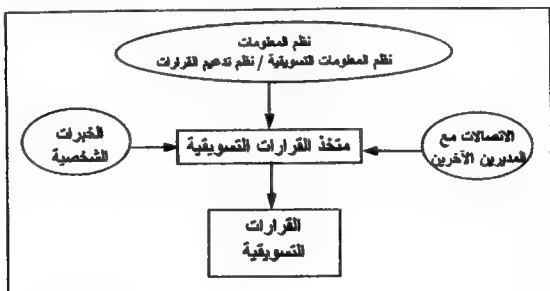 نظم المعلومات
نظم المعلومات التسويقية / نظم تدعيم القرارات
الخبرات
الشخصية
متخذ القرارات التسويقية
الاتصالات مع
المديرين الآخرين
القرارات
التسويقية